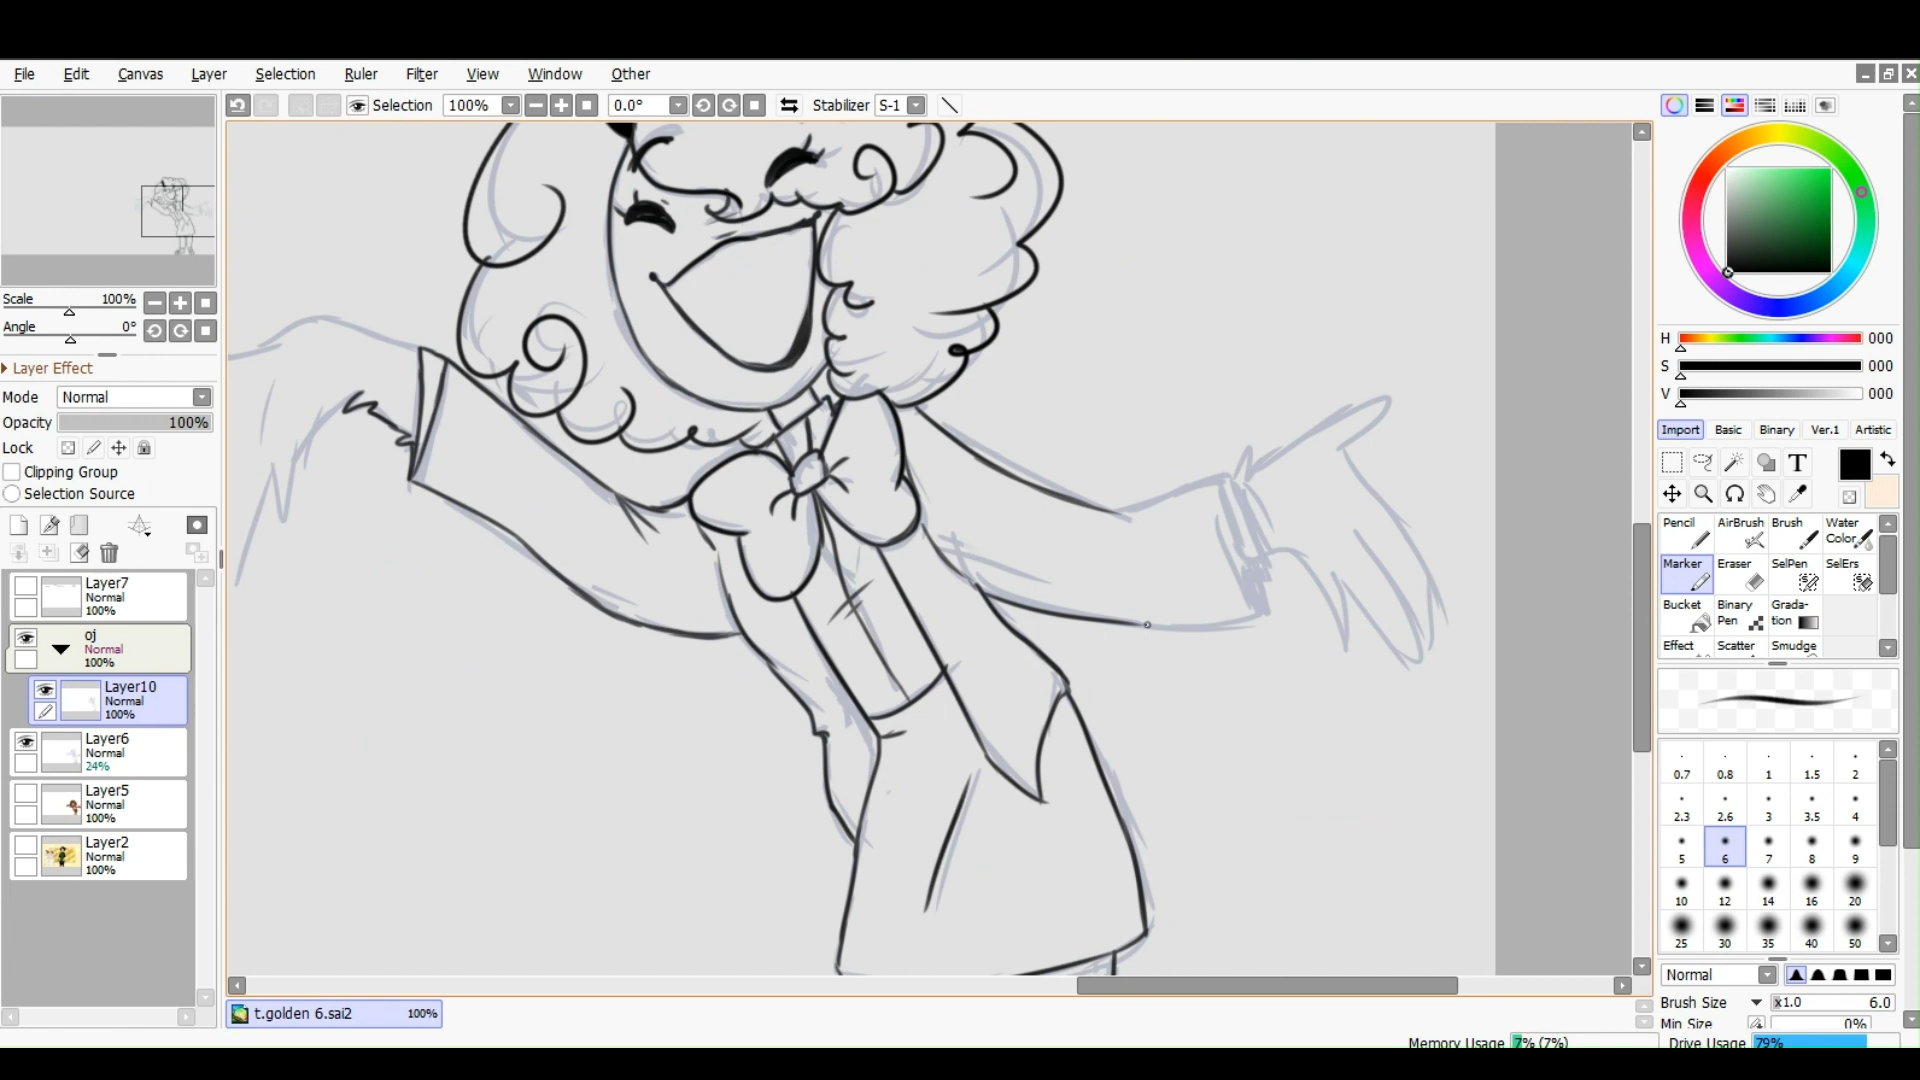 File Edit Canvas Layer Selection Ruler Filter View Window Other
Selection 100% 0.0° Stabilizer S-1
Scale 100%
Angle 0°
Layer Effect
Mode Normal
Opacity 100%
Lock
Clipping Group
Selection Source
Layer7
Normal
100%
oj
Normal
100%
Layer10
Normal
100%
Layer6
Normal
24%
Layer5
Normal
100%
Layer2
Normal
100%
t.golden 6.sai2 100%
H 000
S 000
V 000
Import Basic Binary Ver.1 Artistic
T
Pencil AirBrush Brush Water Color
Marker Eraser SelPen SelErs
Bucket Binary Pen Grada-tion
Effect Scatter Smudge
0.7 0.8 1 1.5 2
2.3 2.6 3 3.5 4
5 6 7 8 9
10 12 14 16 20
25 30 35 40 50
Normal
Brush Size x1.0 6.0
Min Size 0%
Memory Usage 7% (7%) Drive Usage 79%